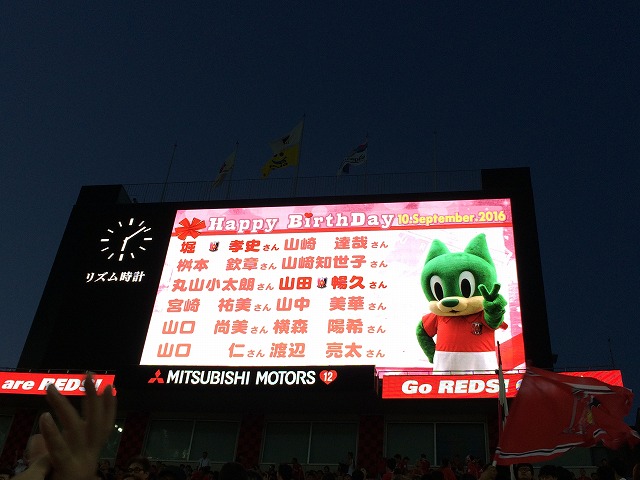 Happy BirthDay 10.September.2016
堀 孝史さん 山崎 達哉さん
桝本 欽章さん 山崎知世子さん
丸山小太朗さん 山田 暢久さん
宮崎 祐美さん 山中 美華さん
山口 尚美さん 横森 陽希さん
山口 仁さん 渡辺 亮太さん
リズム時計
MITSUBISHI MOTORS 12
are REDS!
Go REDS!